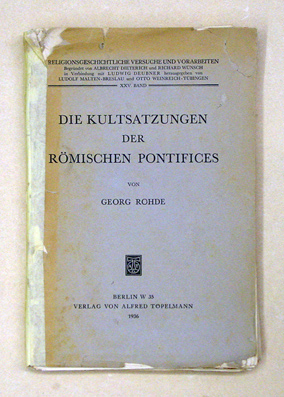 RELIGIONSGESCHICHTLICHE VERSUCHE UND VORARBEITEN
Begründet von ALBRECHT DIETERICH und RICHARD WÜNSCH
in Verbindung mit LUDWIG DEUBNER herausgegeben von
LUDOLF MALTEN-BRESLAU und OTTO WEINREICH-TÜBINGEN
XXV. BAND
DIE KULTSATZUNGEN
DER
RÖMISCHEN PONTIFICES
VON
GEORG ROHDE
BERLIN W 35
VERLAG VON ALFRED TÖPELMANN
1936